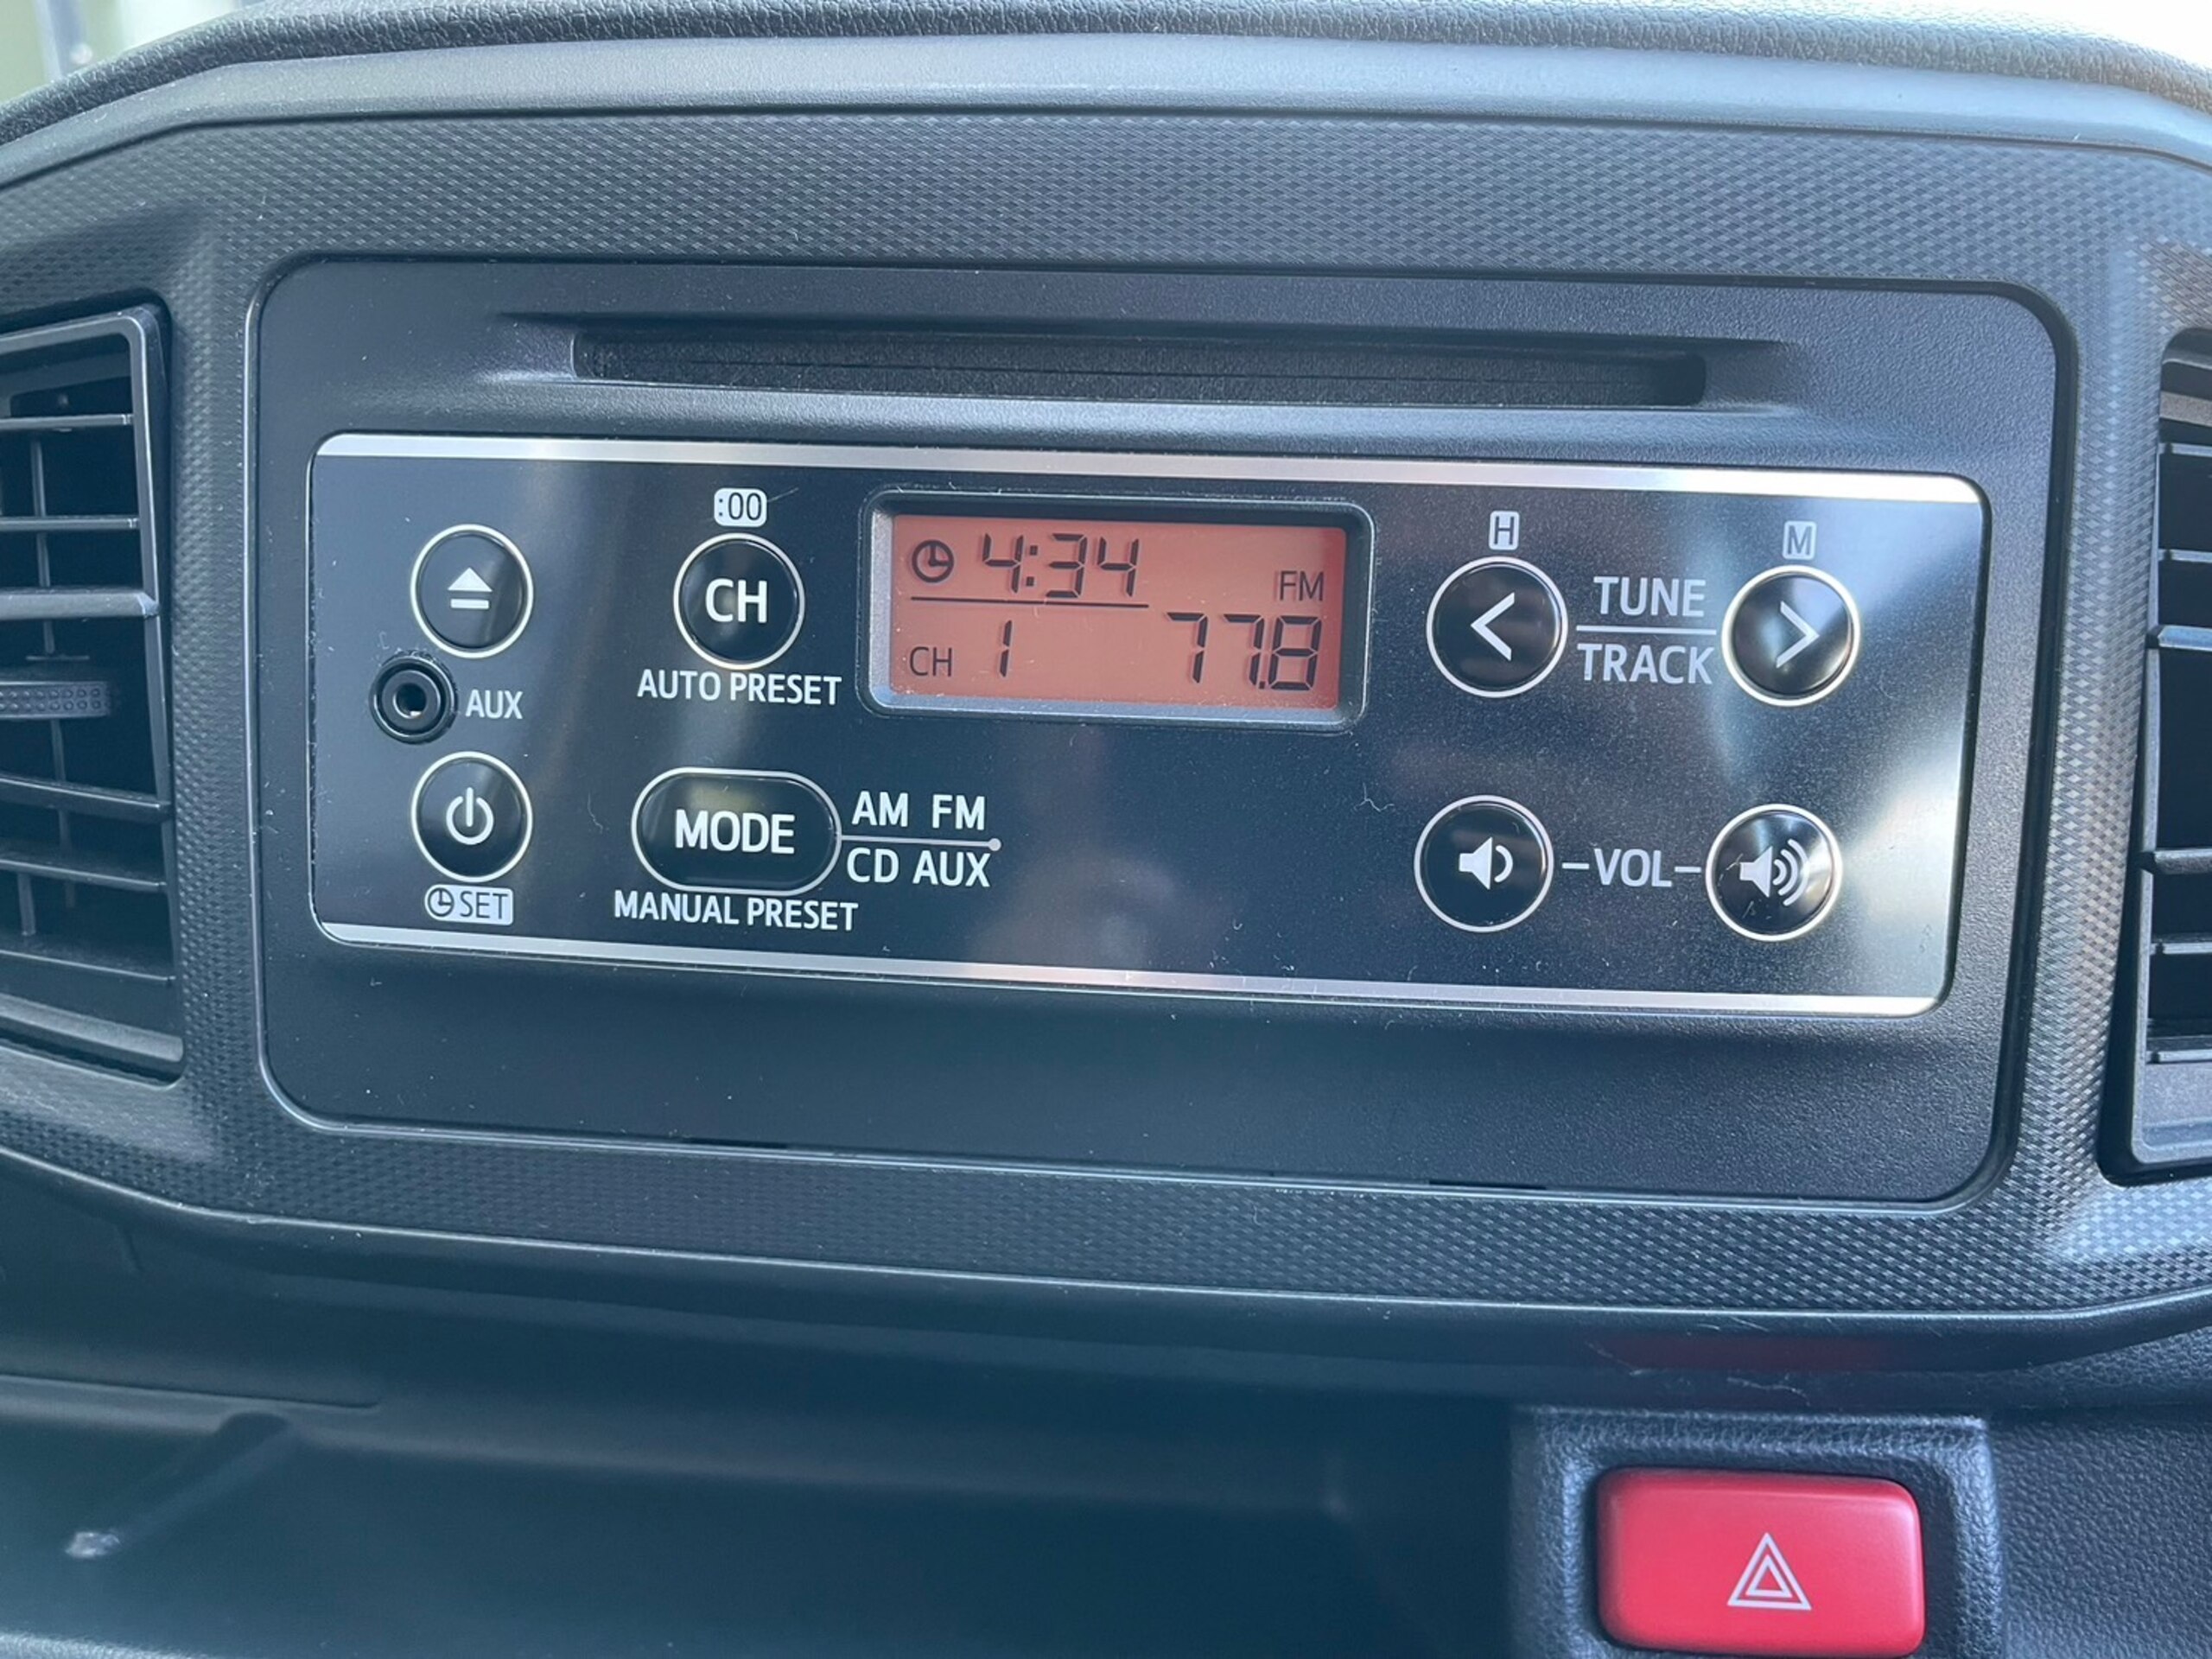 :00
CH
AUTO PRESET
4:34
FM
CH 1 77.8
H
M
TUNE
TRACK
AUX
MODE
AM FM
CD AUX
MANUAL PRESET
SET
-VOL-